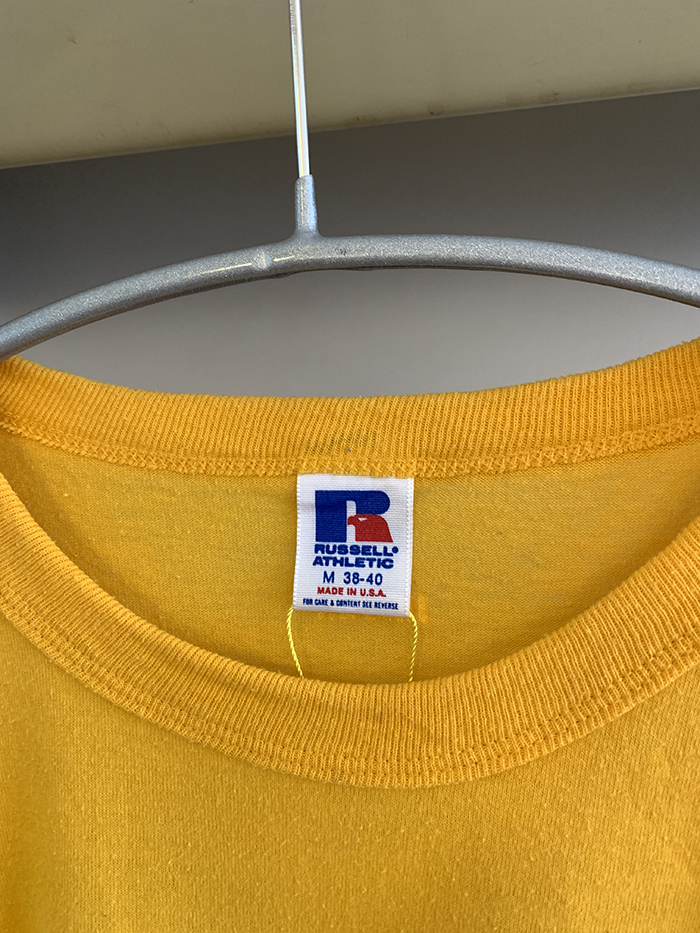 R
RUSSELL®
ATHLETIC
M 38-40
MADE IN U.S.A.
FOR CARE & CONTENT SEE REVERSE